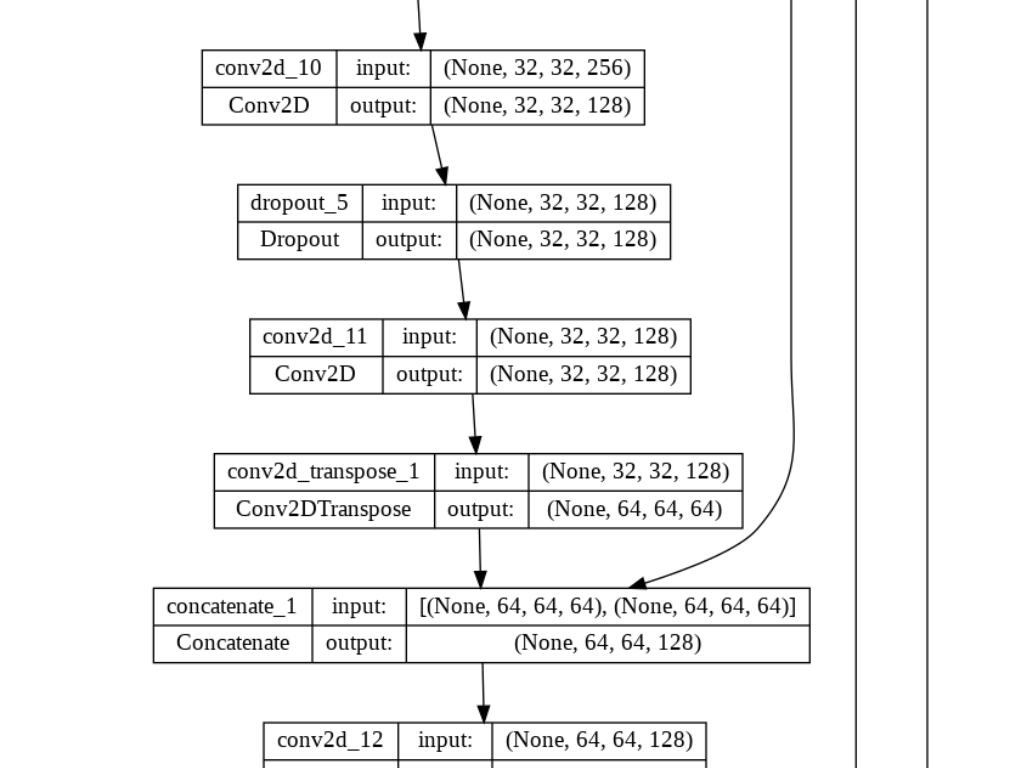 conv2d_10 input: (None, 32, 32, 256)
Conv2D output: (None, 32, 32, 128)
dropout_5 input: (None, 32, 32, 128)
Dropout output: (None, 32, 32, 128)
conv2d_11 input: (None, 32, 32, 128)
Conv2D output: (None, 32, 32, 128)
conv2d_transpose_1 input: (None, 32, 32, 128)
Conv2DTranspose output: (None, 64, 64, 64)
concatenate_1 input: [(None, 64, 64, 64), (None, 64, 64, 64)]
Concatenate output: (None, 64, 64, 128)
conv2d_12 input: (None, 64, 64, 128)